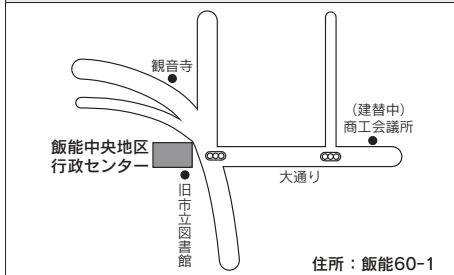 観音寺
（建替中）
商工会議所
飯能中央地区
行政センター
大通り
旧市立図書館
住所：飯能60-1